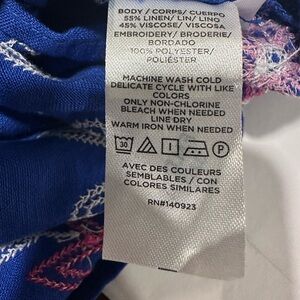 BODY / CORPS/ CUERPO
55% LINEN/ LIN/ LINO
45% VISCOSE/ VISCOSA
EMBROIDERY/ BRODERIE/
BORDADO
100% POLYESTER/
POLIÉSTER
MACHINE WASH COLD
DELICATE CYCLE WITH LIKE
COLORS
ONLY NON-CHLORINE
BLEACH WHEN NEEDED
LINE DRY
WARM IRON WHEN NEEDED
30 P
AVEC DES COULEURS
SEMBLABLES / CON
COLORES SIMILARES
RN#140923